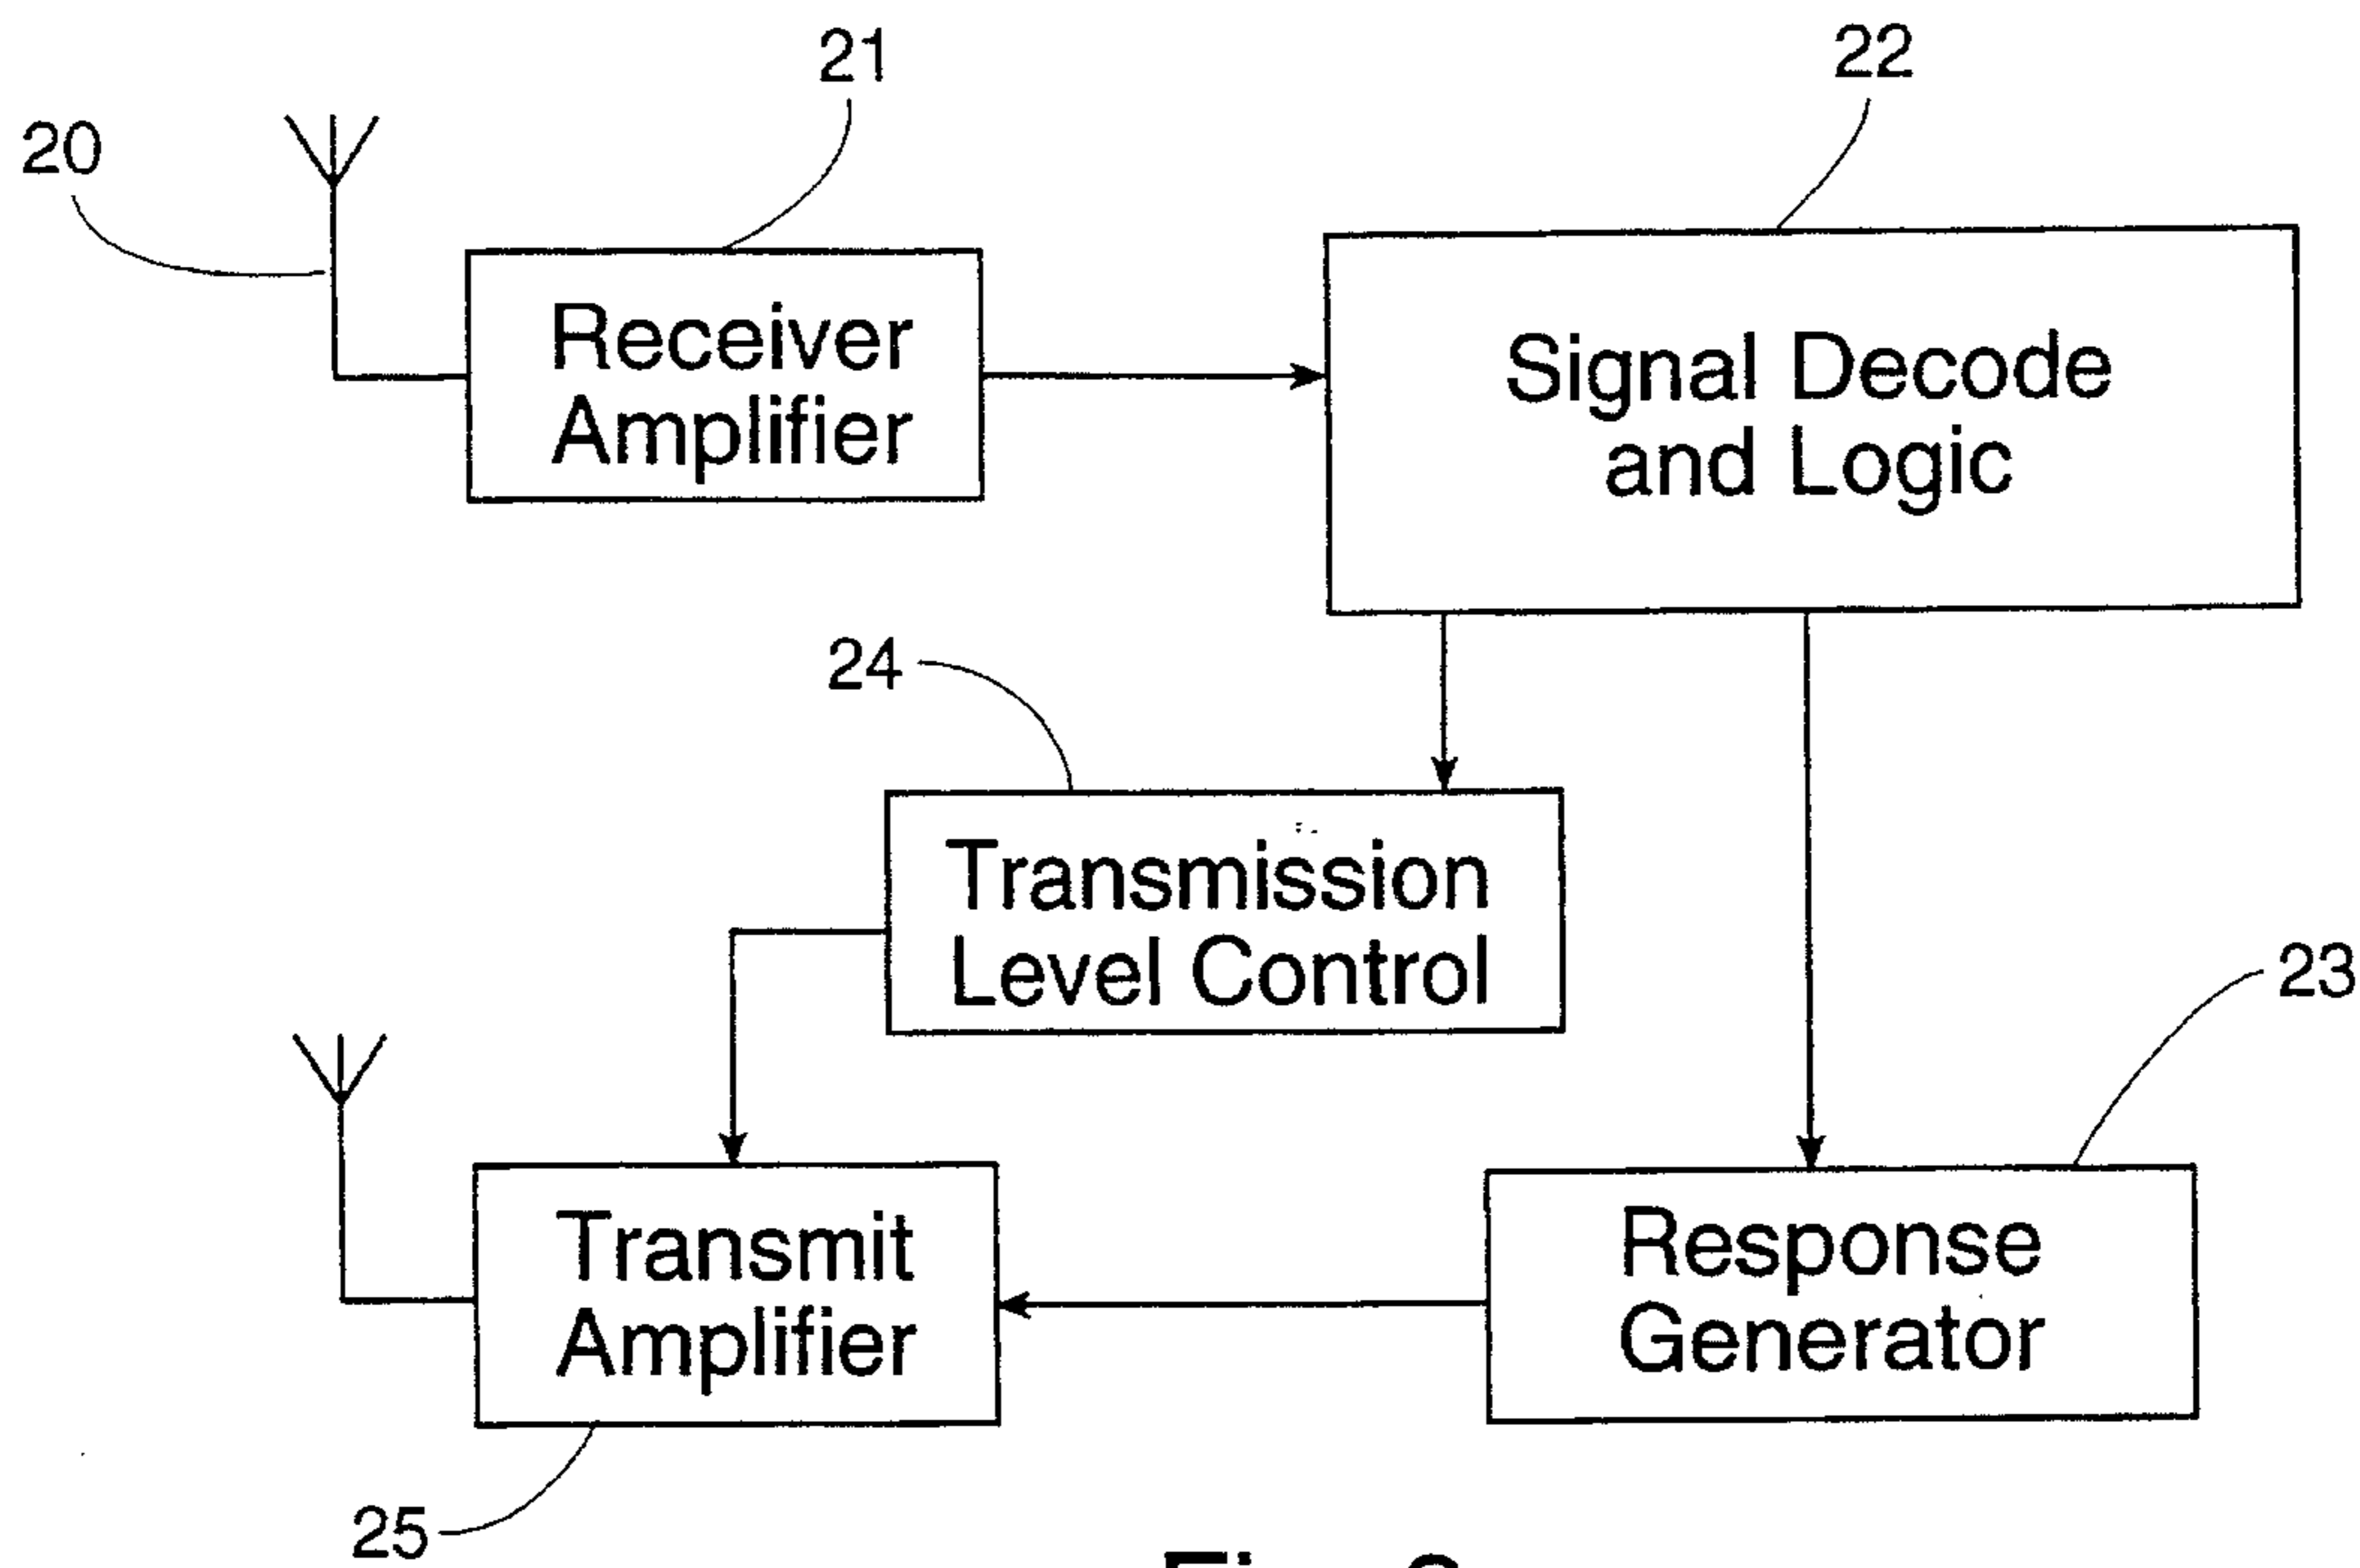 21
22
20
Receiver
Amplifier
Signal Decode
and Logic
24
Transmission
Level Control
23
Transmit
Amplifier
Response
Generator
25